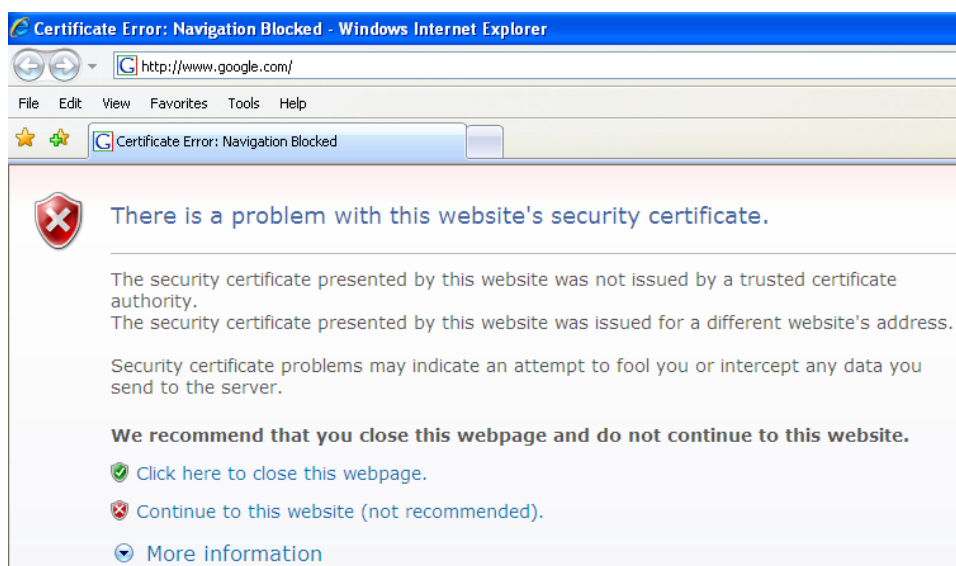 Certificate Error: Navigation Blocked - Windows Internet Explorer
http://www.google.com/
File Edit View Favorites Tools Help
Certificate Error: Navigation Blocked
There is a problem with this website's security certificate.
The security certificate presented by this website was not issued by a trusted certificate
authority.
The security certificate presented by this website was issued for a different website's address.
Security certificate problems may indicate an attempt to fool you or intercept any data you
send to the server.
We recommend that you close this webpage and do not continue to this website.
Click here to close this webpage.
Continue to this website (not recommended).
More information